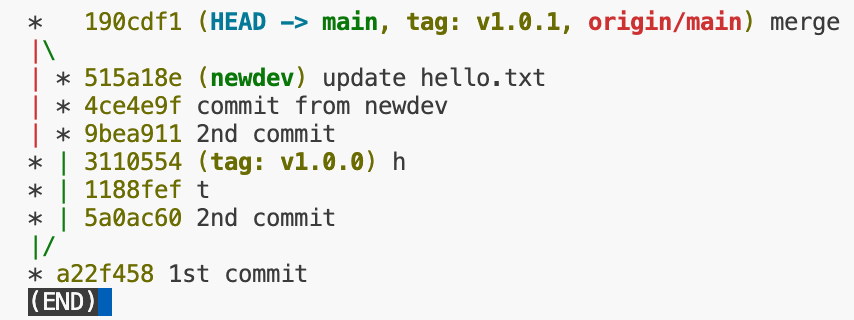 *   190cdf1 (HEAD -> main, tag: v1.0.1, origin/main) merge
|\
| * 515a18e (newdev) update hello.txt
| * 4ce4e9f commit from newdev
| * 9bea911 2nd commit
* | 3110554 (tag: v1.0.0) h
* | 1188fef t
* | 5a0ac60 2nd commit
|/
* a22f458 1st commit
(END)